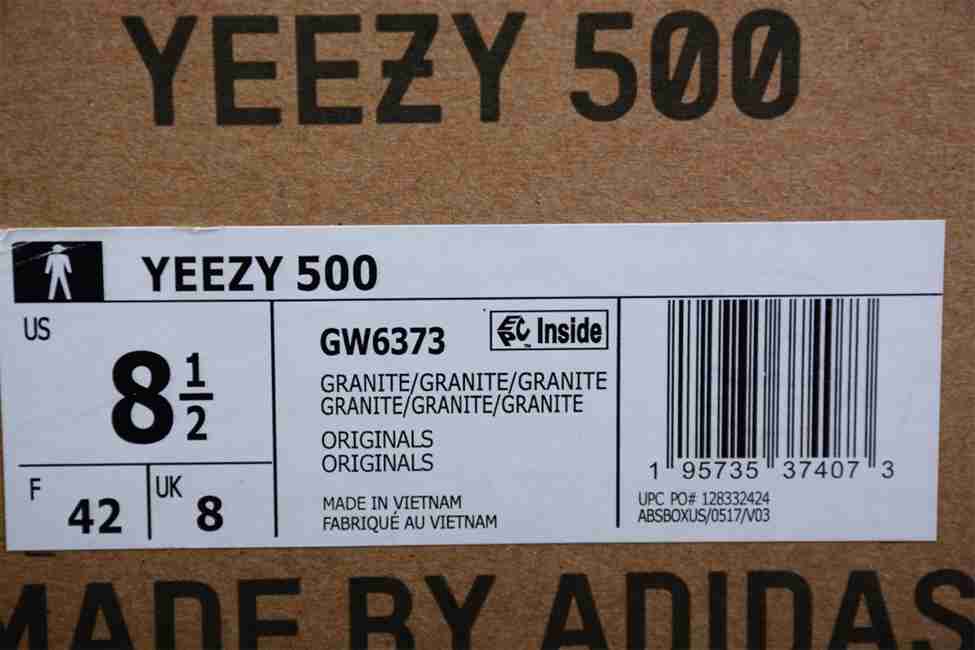 YEEZY 500
YEEZY 500
US
8 1/2
F
42
UK
8
GW6373
EPC Inside
™
GRANITE/GRANITE/GRANITE
GRANITE/GRANITE/GRANITE
ORIGINALS
ORIGINALS
MADE IN VIETNAM
FABRIQUÉ AU VIETNAM
1 95735 37407 3
UPC PO# 128332424
ABSBOXUS/0517/V03
MADE BY ADIDAS